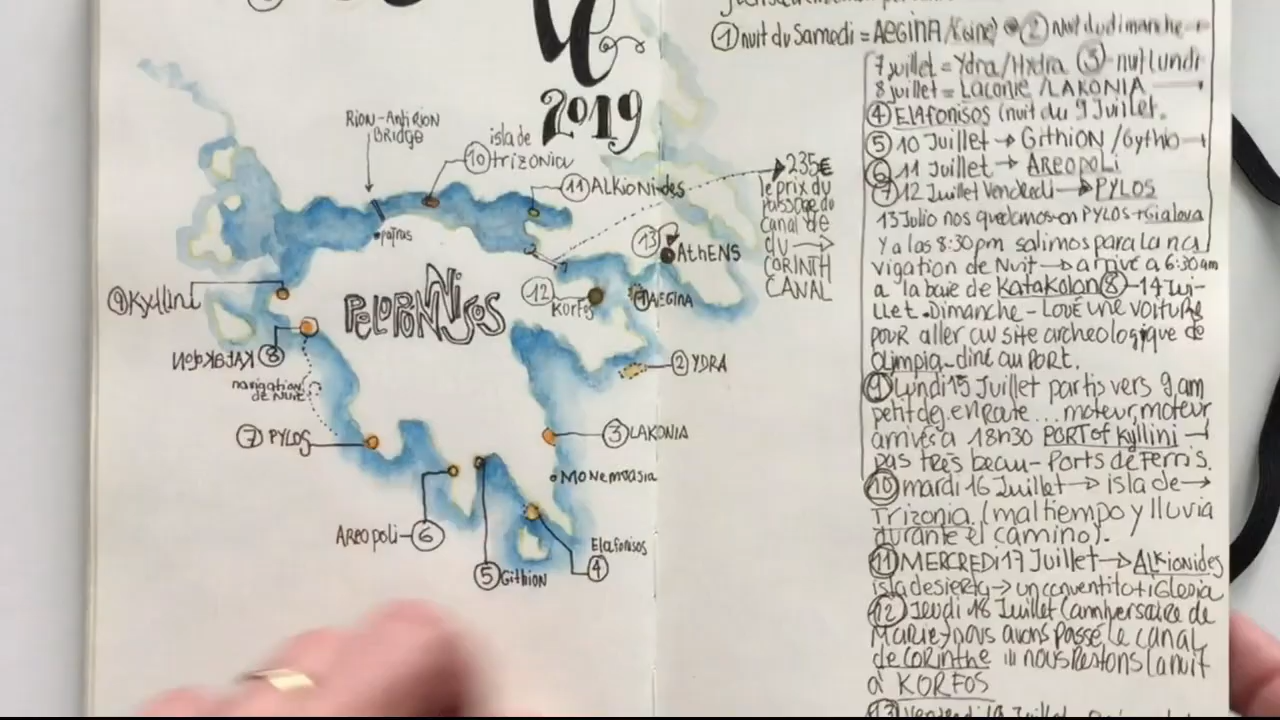 2019
RION-ANTIRION
BRIDGE
isla de
10 trizonia
11 ALKIONIDES
patras
235€
le prix du
passage du
canal de
du →
CORINTH
CANAL
13
AthENS
9 Kyllini
PELOPONNISOS
12
KORFOS
1 AEGINA
8 KATAKOLON
navigation
de Nuit
2 YDRA
7 PYLOS
3 LAKONIA
MONEMVASIA
AREOPOLI 6
Elafonisos
5 Githion
4
1 nuit du Samedi = AEGINA 2 nuit du dimanche
7 juillet = Ydra/Hydra 3 nuit lundi
8 juillet = Laconie /LAKONIA
4 ELAFONISOS (nuit du 9 Juillet.
5 10 Juillet → GITHION /Gythio
6 11 Juillet → AREOPOLI
7 12 Juillet Vendredi → PYLOS
13 Julio nos quedamos en PYLOS + Gialova
Y a las 8:30pm salimos para la na
vigation de Nuit → arrivé a 6:30am
a la baie de KATAKOLON 8 - 14 Jui-
llet. Dimanche - Loué une voiture
pour aller au site archeologique de
Olimpia - diné au PORT.
9 Lundi 15 Juillet partis vers 9am
petit dej. en Route... moteur, moteur
arrivés a 18h30 PORT of Kyllini
pas très beau - Ports de Ferris.
10 mardi 16 Juillet → isla de →
Trizonia. (mal tiempo y lluvia
durante el camino).
11 MERCREDI 17 Juillet → ALKionides
isla desierta → un conventito + iglesia
12 Jeudi 18 Juillet (anniversaire de
Marie) nous avons passé le canal
de CORINTHE !!! nous Restons la nuit
à KORFOS